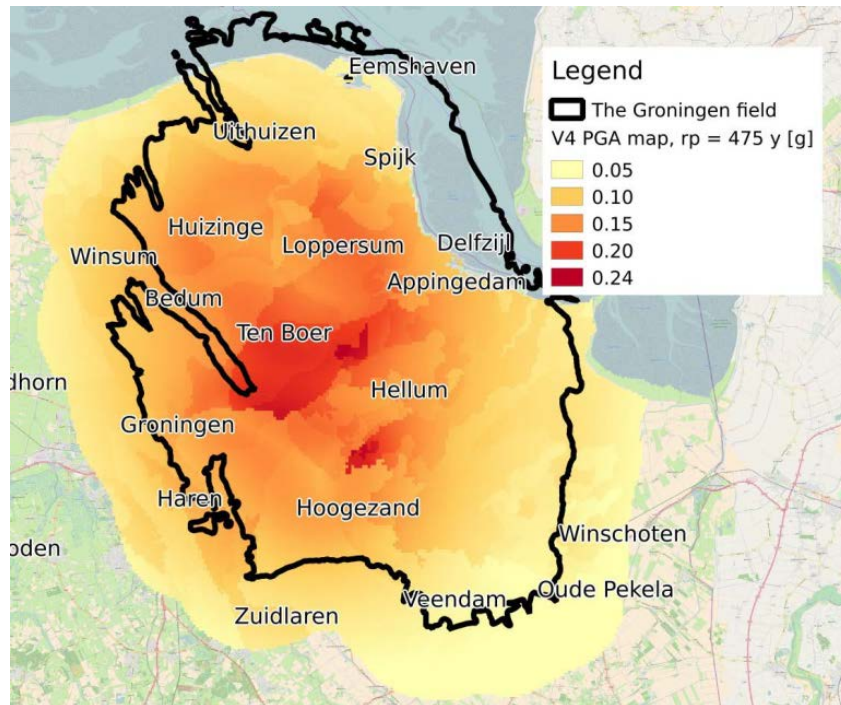 Eemshaven
Legend
The Groningen field
V4 PGA map, rp = 475 y [g]
0.05
0.10
0.15
0.20
0.24
Uithuizen
Spijk
Huizinge
Loppersum
Delfzijl
Winsum
Appingedam
Bedum
Ten Boer
dhorn
Hellum
Groningen
Haren
Hoogezand
Winschoten
oden
Oude Pekela
Veendam
Zuidlaren